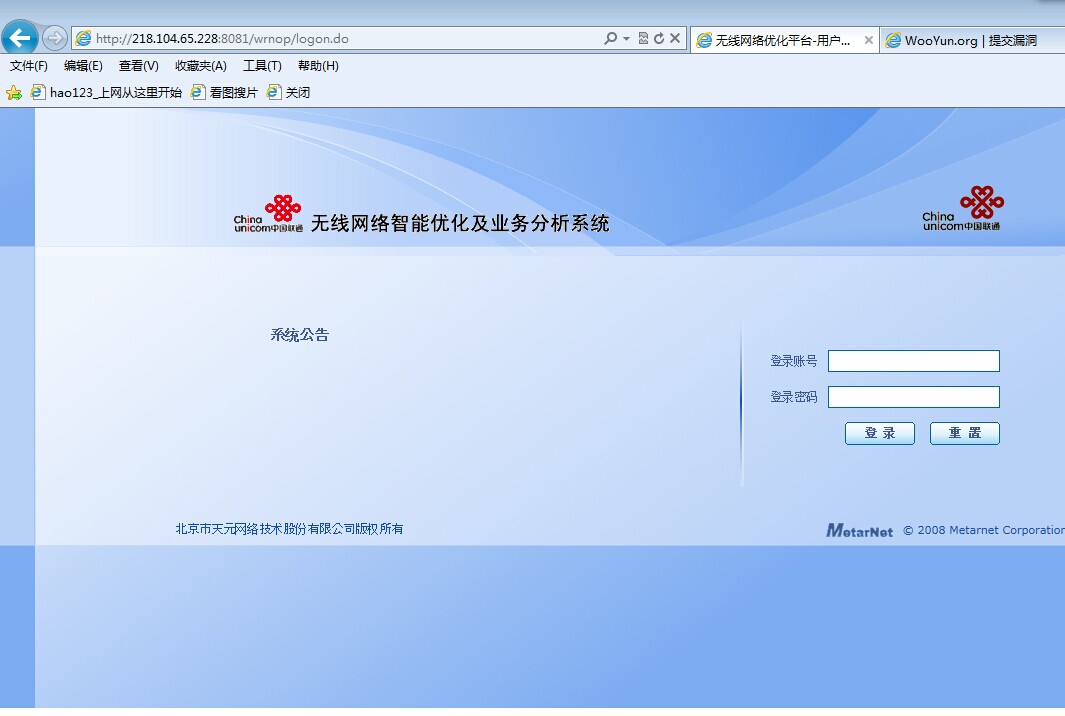 http://218.104.65.228:8081/wrnop/logon.do
无线网络优化平台-用户...
WooYun.org | 提交漏洞
文件(F) 编辑(E) 查看(V) 收藏夹(A) 工具(T) 帮助(H)
hao123_上网从这里开始 看图搜片 关闭
China unicom中国联通
无线网络智能优化及业务分析系统
China unicom中国联通
系统公告
登录账号
登录密码
登 录 重 置
北京市天元网络技术股份有限公司版权所有
MetarNet © 2008 Metarnet Corporation